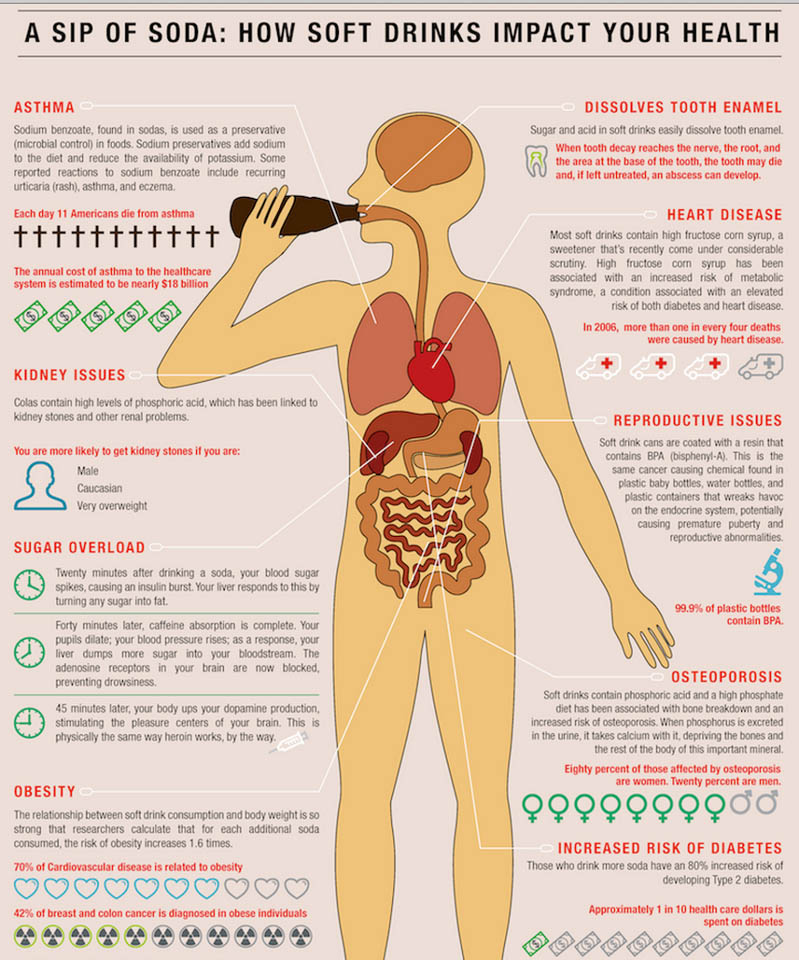 A SIP OF SODA: HOW SOFT DRINKS IMPACT YOUR HEALTH
ASTHMA
Sodium benzoate, found in sodas, is used as a preservative
(microbial control) in foods. Sodium preservatives add sodium
to the diet and reduce the availability of potassium. Some
reported reactions to sodium benzoate include recurring
urticaria (rash), asthma, and eczema.
Each day 11 Americans die from asthma
The annual cost of asthma to the healthcare
system is estimated to be nearly $18 billion
KIDNEY ISSUES
Colas contain high levels of phosphoric acid, which has been linked to
kidney stones and other renal problems.
You are more likely to get kidney stones if you are:
Male
Caucasian
Very overweight
SUGAR OVERLOAD
Twenty minutes after drinking a soda, your blood sugar
spikes, causing an insulin burst. Your liver responds to this by
turning any sugar into fat.
Forty minutes later, caffeine absorption is complete. Your
pupils dilate; your blood pressure rises; as a response, your
liver dumps more sugar into your bloodstream. The
adenosine receptors in your brain are now blocked,
preventing drowsiness.
45 minutes later, your body ups your dopamine production,
stimulating the pleasure centers of your brain. This is
physically the same way heroin works, by the way.
OBESITY
The relationship between soft drink consumption and body weight is so
strong that researchers calculate that for each additional soda
consumed, the risk of obesity increases 1.6 times.
70% of Cardiovascular disease is related to obesity
42% of breast and colon cancer is diagnosed in obese individuals
DISSOLVES TOOTH ENAMEL
Sugar and acid in soft drinks easily dissolve tooth enamel.
When tooth decay reaches the nerve, the root, and
the area at the base of the tooth, the tooth may die
and, if left untreated, an abscess can develop.
HEART DISEASE
Most soft drinks contain high fructose corn syrup, a
sweetener that's recently come under considerable
scrutiny. High fructose corn syrup has been
associated with an increased risk of metabolic
syndrome, a condition associated with an elevated
risk of both diabetes and heart disease.
In 2006, more than one in every four deaths
were caused by heart disease.
REPRODUCTIVE ISSUES
Soft drink cans are coated with a resin that
contains BPA (bisphenyl-A). This is the
same cancer causing chemical found in
plastic baby bottles, water bottles, and
plastic containers that wreaks havoc
on the endocrine system, potentially
causing premature puberty and
reproductive abnormalities.
99.9% of plastic bottles
contain BPA.
OSTEOPOROSIS
Soft drinks contain phosphoric acid and a high phosphate
diet has been associated with bone breakdown and an
increased risk of osteoporosis. When phosphorus is excreted
in the urine, it takes calcium with it, depriving the bones and
the rest of the body of this important mineral.
Eighty percent of those affected by osteoporosis
are women. Twenty percent are men.
INCREASED RISK OF DIABETES
Those who drink more soda have an 80% increased risk of
developing Type 2 diabetes.
Approximately 1 in 10 health care dollars is
spent on diabetes